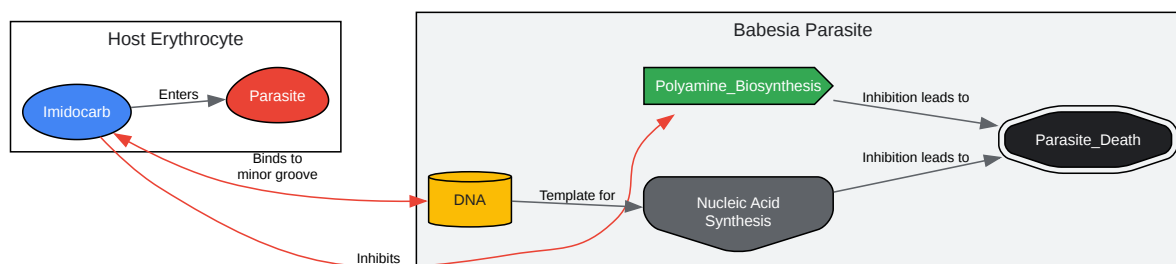 Host Erythrocyte
Babesia Parasite
Imidocarb
Enters
Parasite
Polyamine_Biosynthesis
Inhibition leads to
Parasite_Death
Binds to
minor groove
Inhibition leads to
DNA
Template for
Nucleic Acid
Synthesis
Inhibits